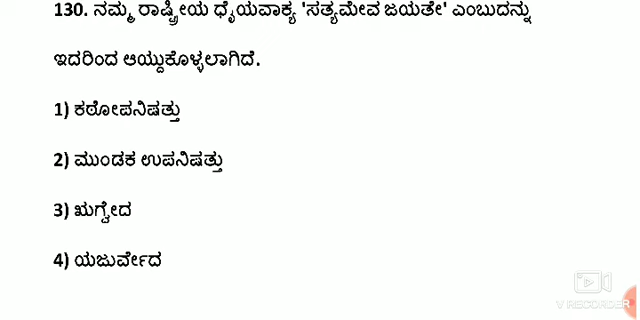 130. ನಮ್ಮ ರಾಷ್ಟ್ರೀಯ ಧ್ಯೆಯವಾಕ್ಯ 'ಸತ್ಯಮೇವ ಜಯತೇ' ಎಂಬುದನ್ನು
ಇದರಿಂದ ಆಯ್ದುಕೊಳ್ಳಲಾಗಿದೆ.
1) ಕಠೋಪನಿಷತ್ತು
2) ಮುಂಡಕ ಉಪನಿಷತ್ತು
3) ಋಗ್ವೇದ
4) ಯಜುರ್ವೇದ
V RECORDER